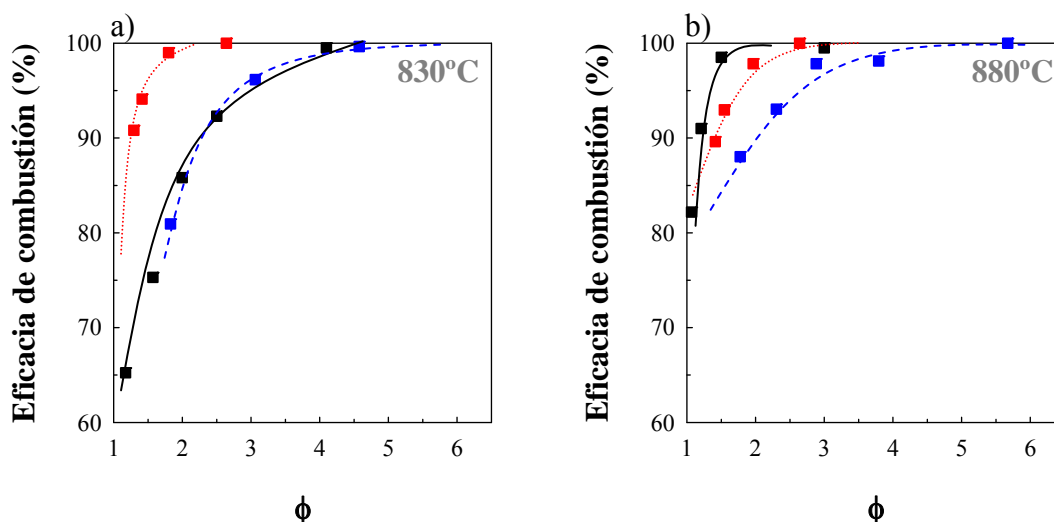 a)
830ºC
Eficacia de combustión (%)
100
90
80
70
60
1 2 3 4 5 6
ϕ
b)
880ºC
Eficacia de combustión (%)
100
90
80
70
60
1 2 3 4 5 6
ϕ